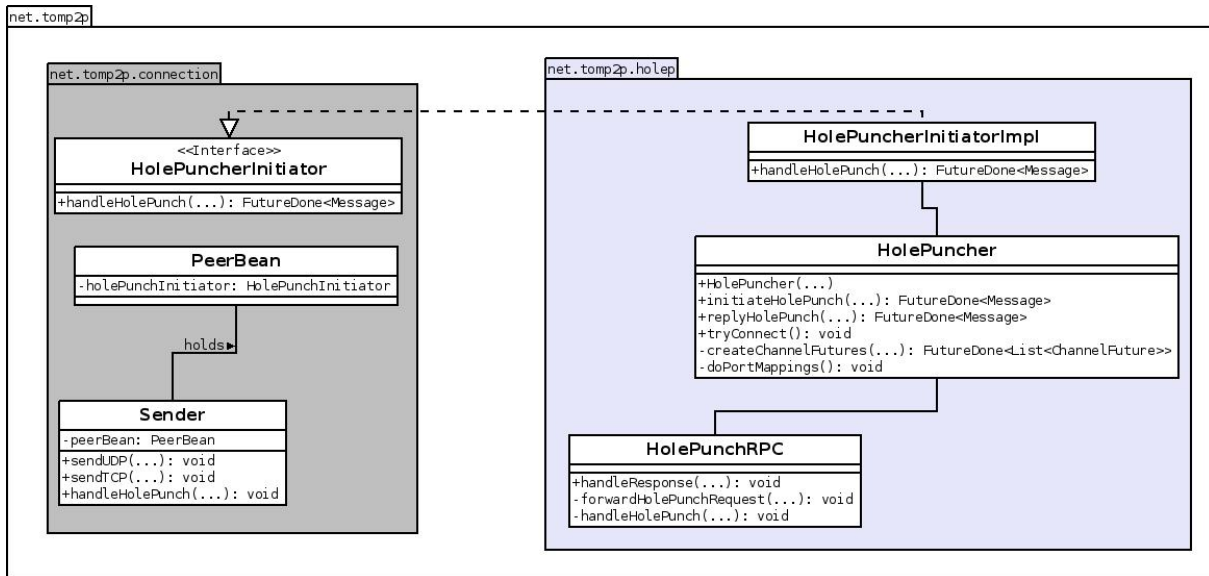 net.tomp2p
net.tomp2p.connection
<<Interface>>
HolePuncherInitiator
+handleHolePunch(...): FutureDone<Message>
PeerBean
-holePunchInitiator: HolePunchInitiator
holds
Sender
-peerBean: PeerBean
+sendUDP(...): void
+sendTCP(...): void
+handleHolePunch(...): void
net.tomp2p.holep
HolePuncherInitiatorImpl
+handleHolePunch(...): FutureDone<Message>
HolePuncher
+HolePuncher(...)
+initiateHolePunch(...): FutureDone<Message>
+replyHolePunch(...): FutureDone<Message>
+tryConnect(): void
-createChannelFutures(...): FutureDone<List<ChannelFuture>>
-doPortMappings(): void
HolePunchRPC
+handleResponse(...): void
-forwardHolePunchRequest(...): void
-handleHolePunch(...): void